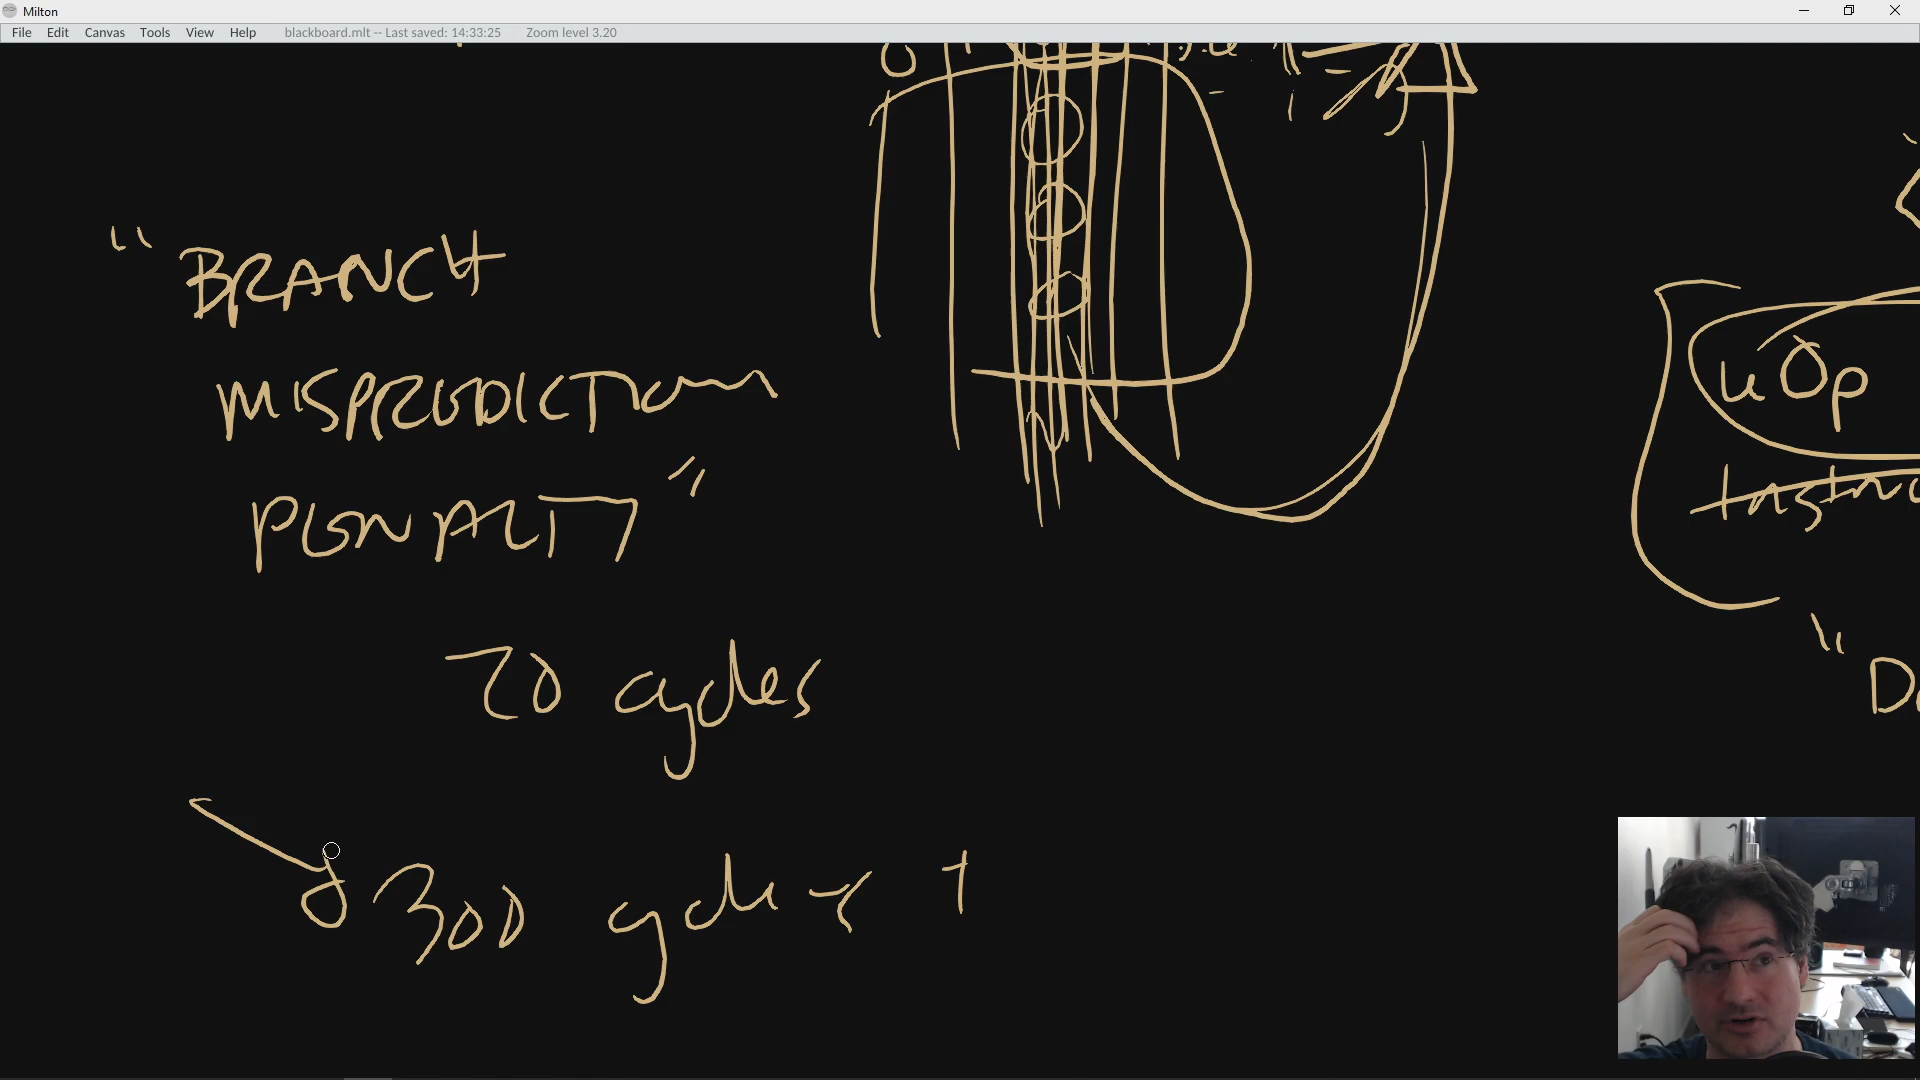 Milton
File Edit Canvas Tools View Help blackboard.mlt -- Last saved: 14:33:25 Zoom level 3.20
0
"BRANCH
MISPREDICTION
PENALTY"
20 cycles
300 cycles +
uOp
"D